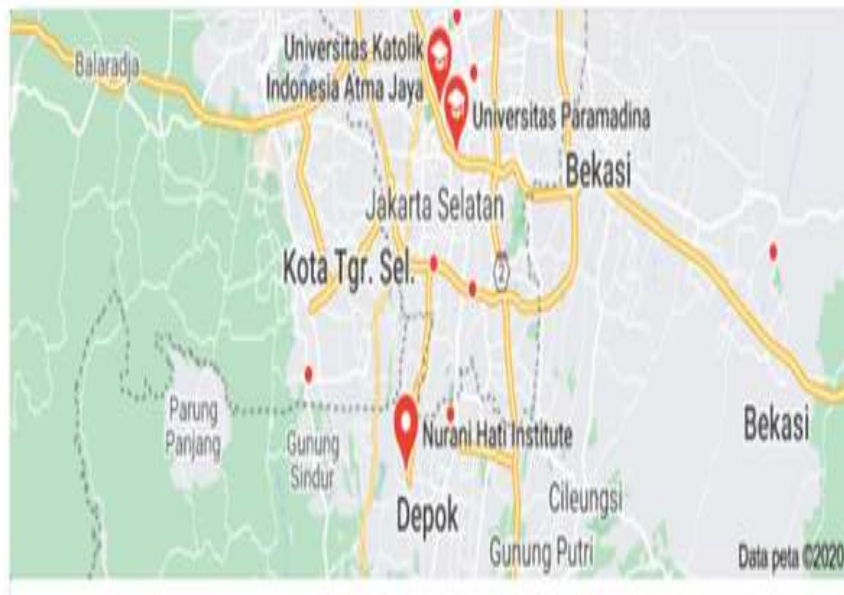 Universitas Katolik
Indonesia Atma Jaya
Balaradja
Universitas Paramadina
Bekasi
Jakarta Selatan
Kota Tgr. Sel.
2
Parung
Panjang
Gunung
Sindur
Nurani Hati Institute
Bekasi
Depok
Cileungsi
Gunung Putri
Data peta ©2020